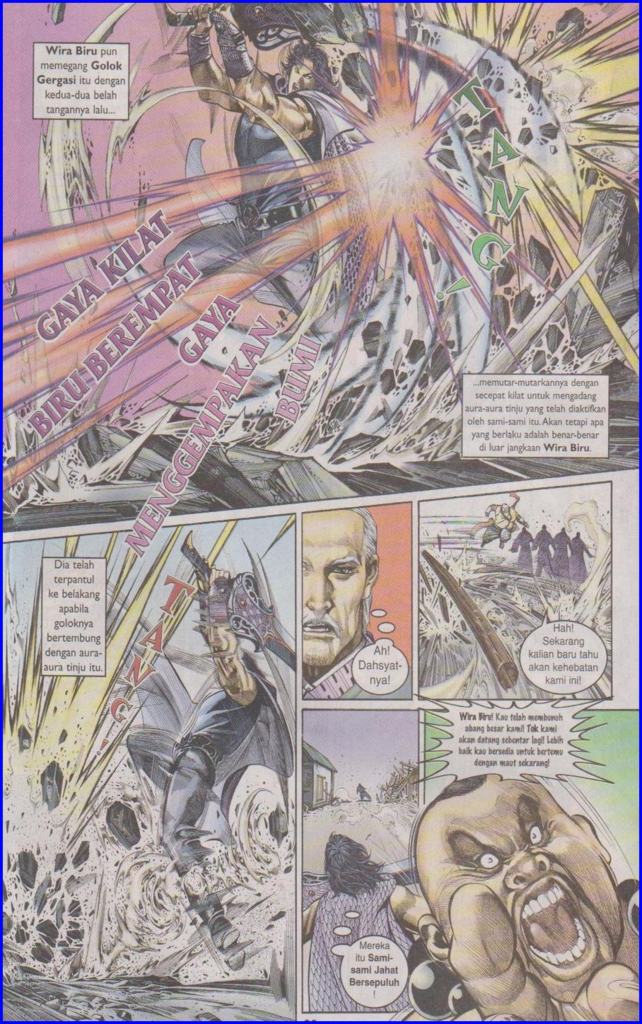 Wira Biru pun
memegang Golok
Gergasi itu dengan
kedua-dua belah
tangannya lalu...
TANG!
GAYA KILAT
BIRU BEREMPAT
GAYA
MENGGEMPAKAN
BUMI
...memutar-mutarkannya dengan
secepat kilat untuk mengadang
aura-aura tinju yang telah diaktifkan
oleh sami-sami itu. Akan tetapi apa
yang berlaku adalah benar-benar
di luar jangkaan Wira Biru.
Dia telah
terpantul
ke belakang
apabila
goloknya
bertembung
dengan aura-
aura tinju itu.
TANG!
Ah!
Dahsyat-
nya!
Hah!
Sekarang
kalian baru tahu
akan kehebatan
kami ini!
Wira Biru! Kau telah membunuh
abang besar kami! Tok kami
akan datang sebentar lagi! Lebih
baik kau bersedia untuk bertemu
dengan maut sekarang!
Mereka
itu Sami-
sami Jahat
Bersepuluh
!